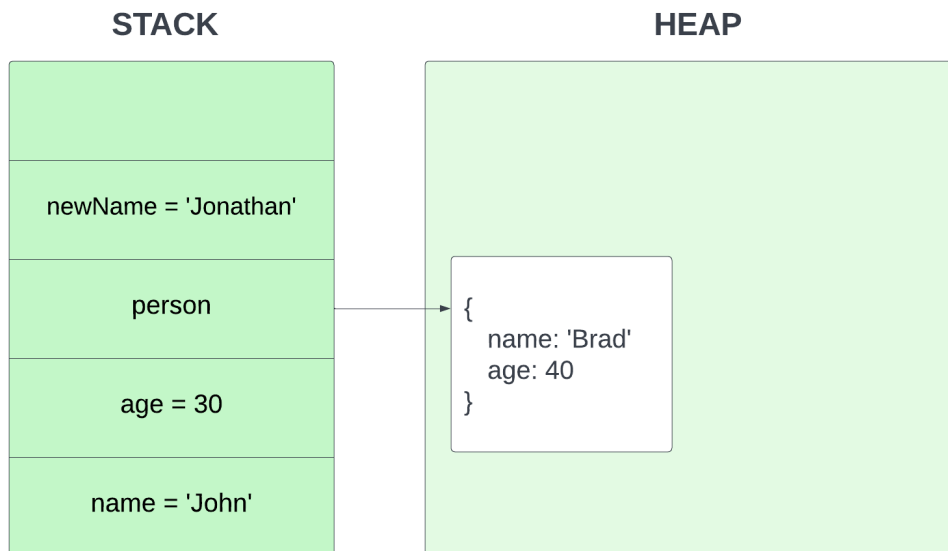 STACK
HEAP
newName = 'Jonathan'
person
age = 30
name = 'John'
{
name: 'Brad'
age: 40
}